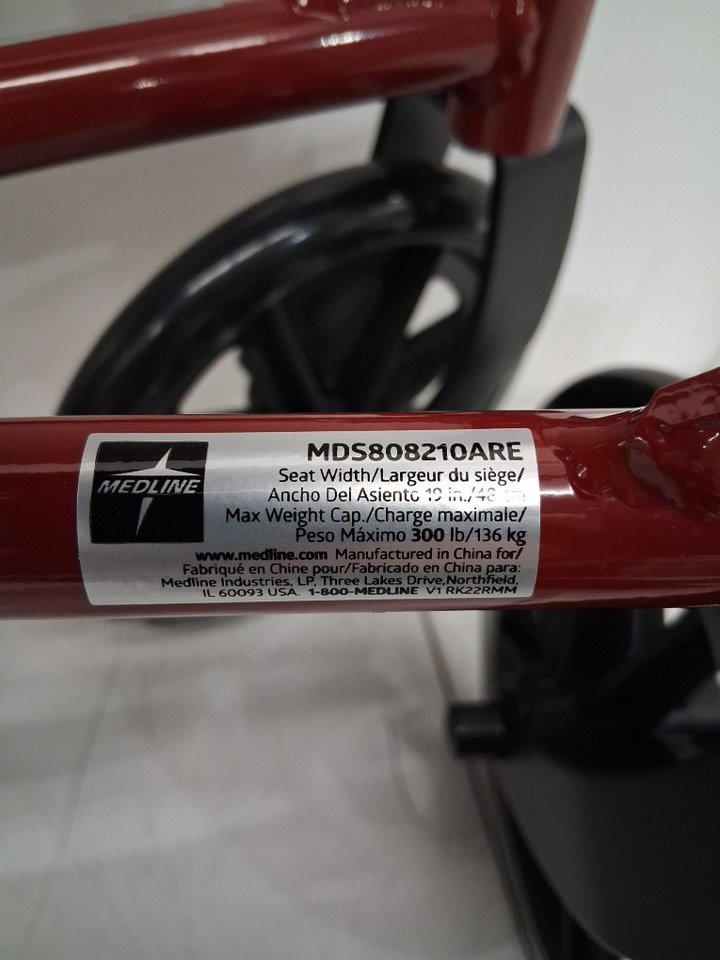 MEDLINE
MDS808210ARE
Seat Width/Largeur du siège/
Ancho Del Asiento 19 in./48 cm
Max Weight Cap./Charge maximale/
Peso Máximo 300 lb/136 kg
www.medline.com Manufactured in China for/
Fabriqué en Chine pour/Fabricado en China para:
Medline Industries, LP, Three Lakes Drive,Northfield,
IL 60093 USA. 1-800-MEDLINE V1 RK22RMM